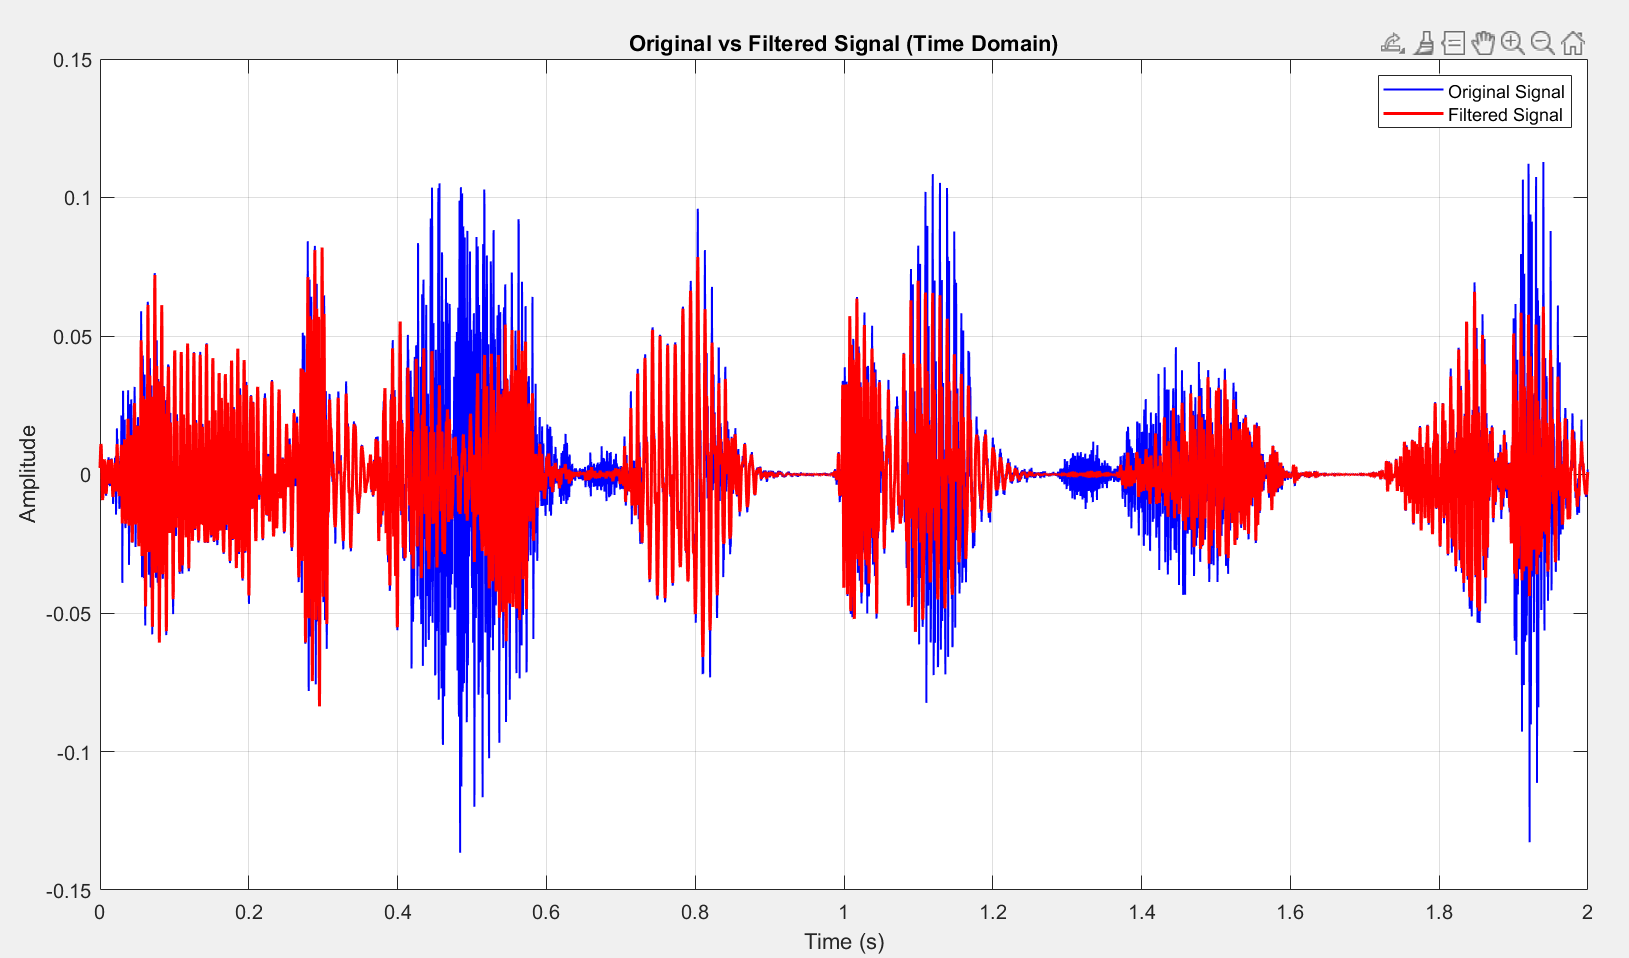 Original vs Filtered Signal (Time Domain)
Original Signal
Filtered Signal
0.15
0.1
0.05
0
-0.05
-0.1
-0.15
Amplitude
0 0.2 0.4 0.6 0.8 1 1.2 1.4 1.6 1.8 2
Time (s)